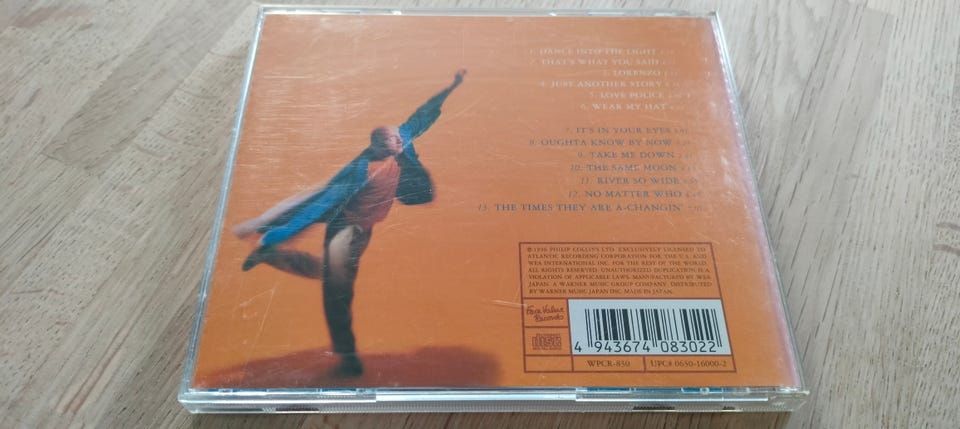 1. DANCE INTO THE LIGHT
2. THAT'S WHAT YOU SAID
3. LORENZO
4. JUST ANOTHER STORY
5. LOVE POLICE
6. WEAR MY HAT
7. IT'S IN YOUR EYES
8. OUGHTA KNOW BY NOW
9. TAKE ME DOWN
10. THE SAME MOON
11. RIVER SO WIDE
12. NO MATTER WHO
13. THE TIMES THEY ARE A-CHANGIN'
℗ 1996 PHILIP COLLINS LTD. EXCLUSIVELY LICENSED TO
ATLANTIC RECORDING CORPORATION FOR THE U.S. AND
WEA INTERNATIONAL INC. FOR THE REST OF THE WORLD.
ALL RIGHTS RESERVED. UNAUTHORIZED DUPLICATION IS A
VIOLATION OF APPLICABLE LAWS. MANUFACTURED BY WEA
JAPAN. A WARNER MUSIC GROUP COMPANY. DISTRIBUTED
BY WARNER MUSIC JAPAN INC. MADE IN JAPAN.
Face Value
Records
disc
4 943674 083022
WPCR-830
UPC# 0630-16000-2